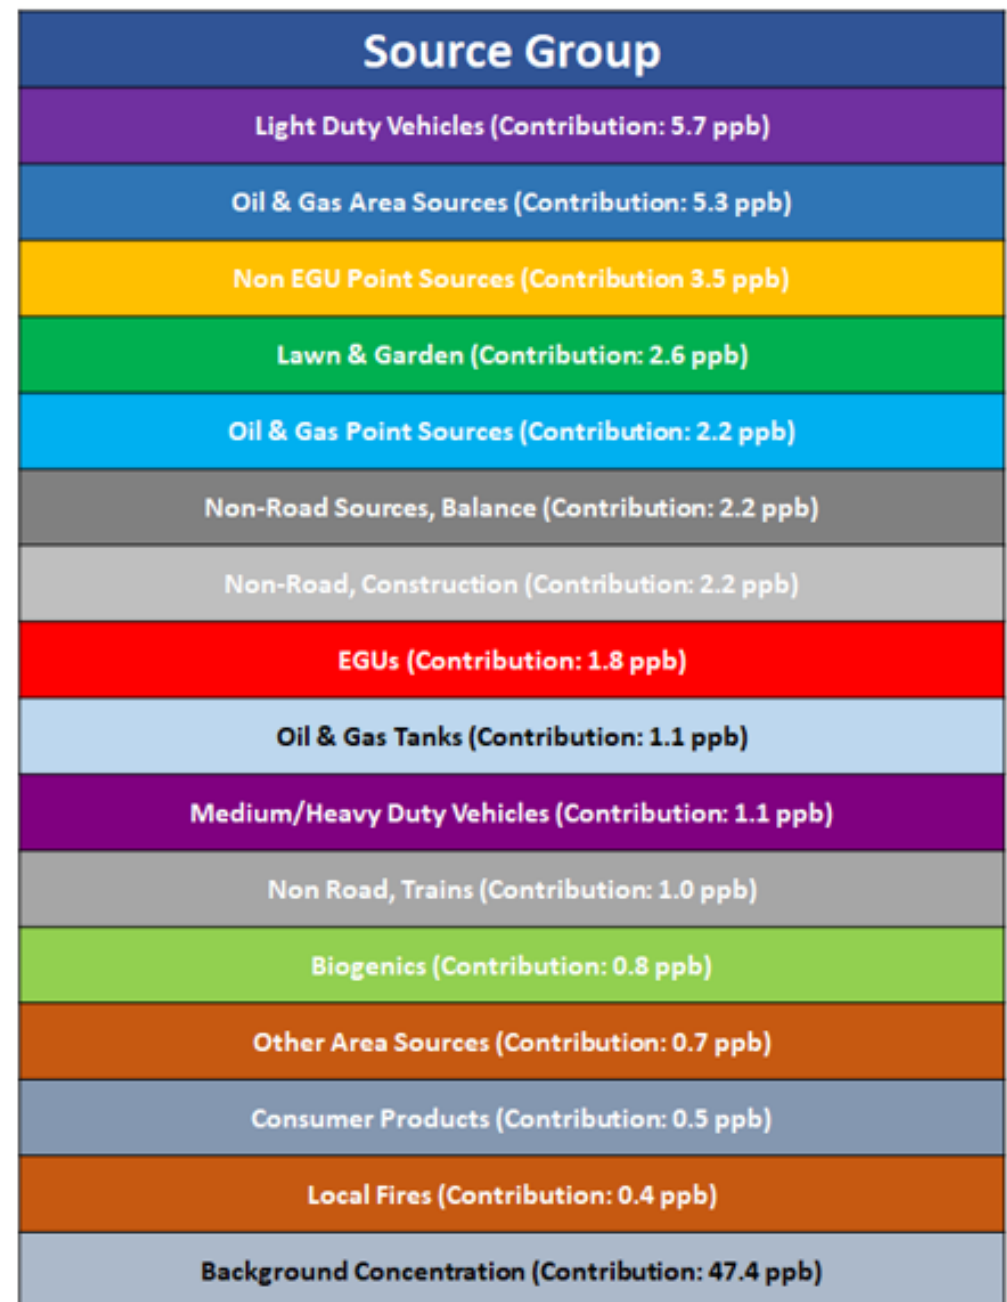 Source Group
Light Duty Vehicles (Contribution: 5.7 ppb)
Oil & Gas Area Sources (Contribution: 5.3 ppb)
Non EGU Point Sources (Contribution 3.5 ppb)
Lawn & Garden (Contribution: 2.6 ppb)
Oil & Gas Point Sources (Contribution: 2.2 ppb)
Non-Road Sources, Balance (Contribution: 2.2 ppb)
Non-Road, Construction (Contribution: 2.2 ppb)
EGUs (Contribution: 1.8 ppb)
Oil & Gas Tanks (Contribution: 1.1 ppb)
Medium/Heavy Duty Vehicles (Contribution: 1.1 ppb)
Non Road, Trains (Contribution: 1.0 ppb)
Biogenics (Contribution: 0.8 ppb)
Other Area Sources (Contribution: 0.7 ppb)
Consumer Products (Contribution: 0.5 ppb)
Local Fires (Contribution: 0.4 ppb)
Background Concentration (Contribution: 47.4 ppb)